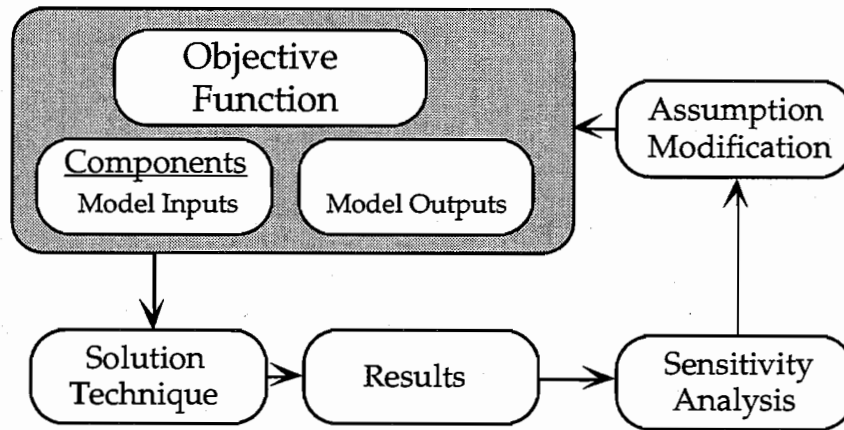 Objective
Function
Components
Model Inputs
Model Outputs
Assumption
Modification
Solution
Technique
Results
Sensitivity
Analysis